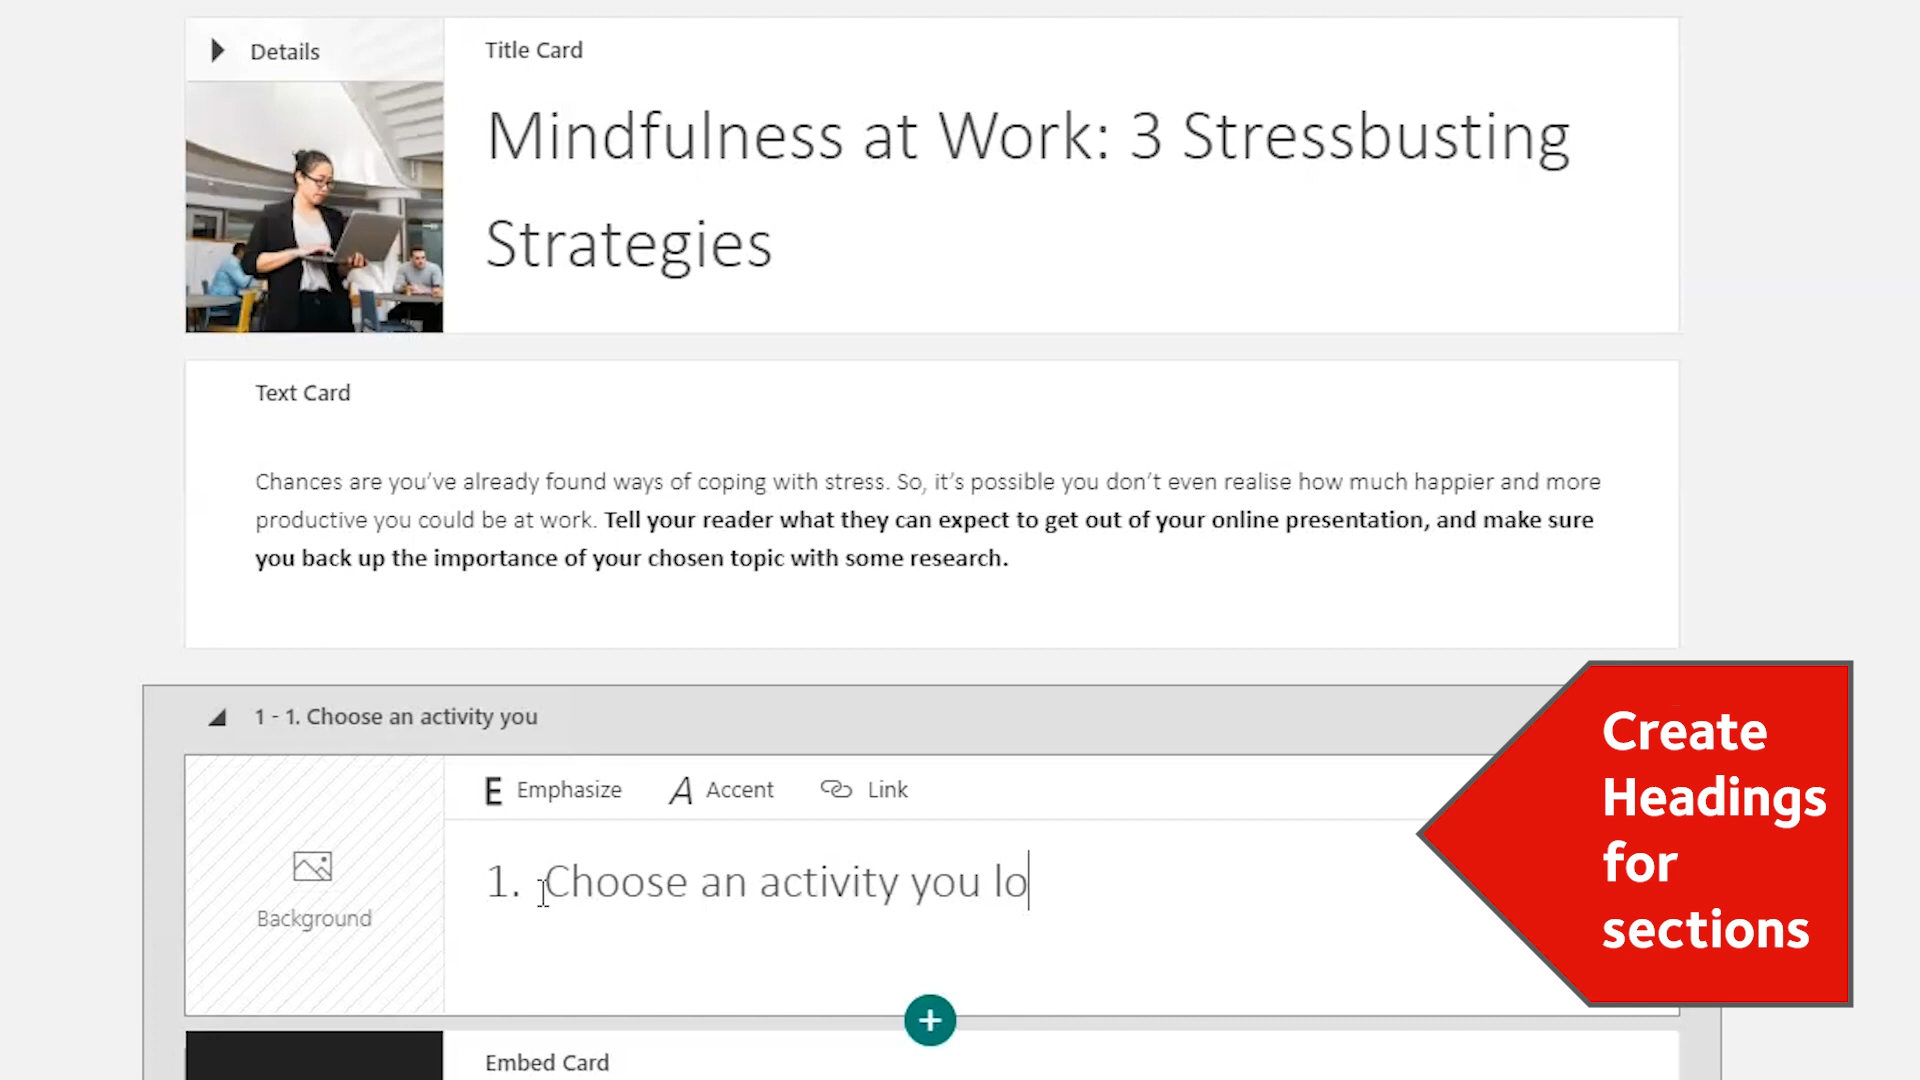 Details
Title Card
Mindfulness at Work: 3 Stressbusting
Strategies
Text Card
Chances are you’ve already found ways of coping with stress. So, it’s possible you don’t even realise how much happier and more
productive you could be at work. Tell your reader what they can expect to get out of your online presentation, and make sure
you back up the importance of your chosen topic with some research.
1 - 1. Choose an activity you
E Emphasize A Accent Link
1. Choose an activity you lo
Background
Create
Headings
for
sections
Embed Card